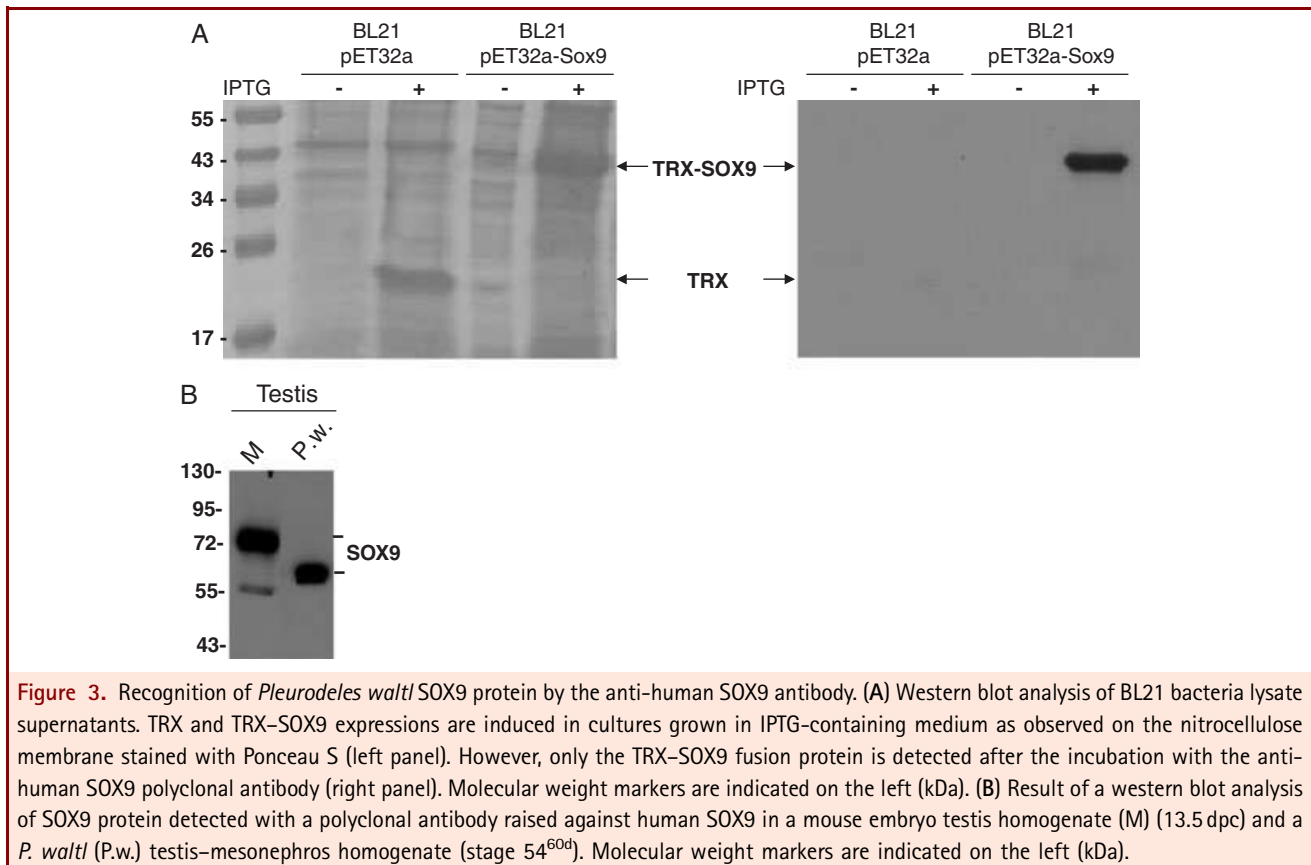 A
BL21 BL21
pET32a pET32a-Sox9
IPTG - + - +
55 -
43 -
34 -
26 -
17 -
BL21 BL21
pET32a pET32a-Sox9
IPTG - + - +
TRX-SOX9
TRX
B
Testis
M P.w.
130-
95-
72-
55-
43-
SOX9
Figure 3. Recognition of Pleurodeles waltl SOX9 protein by the anti-human SOX9 antibody. (A) Western blot analysis of BL21 bacteria lysate
supernatants. TRX and TRX–SOX9 expressions are induced in cultures grown in IPTG-containing medium as observed on the nitrocellulose
membrane stained with Ponceau S (left panel). However, only the TRX–SOX9 fusion protein is detected after the incubation with the anti-
human SOX9 polyclonal antibody (right panel). Molecular weight markers are indicated on the left (kDa). (B) Result of a western blot analysis
of SOX9 protein detected with a polyclonal antibody raised against human SOX9 in a mouse embryo testis homogenate (M) (13.5 dpc) and a
P. waltl (P.w.) testis–mesonephros homogenate (stage 54^60d). Molecular weight markers are indicated on the left (kDa).